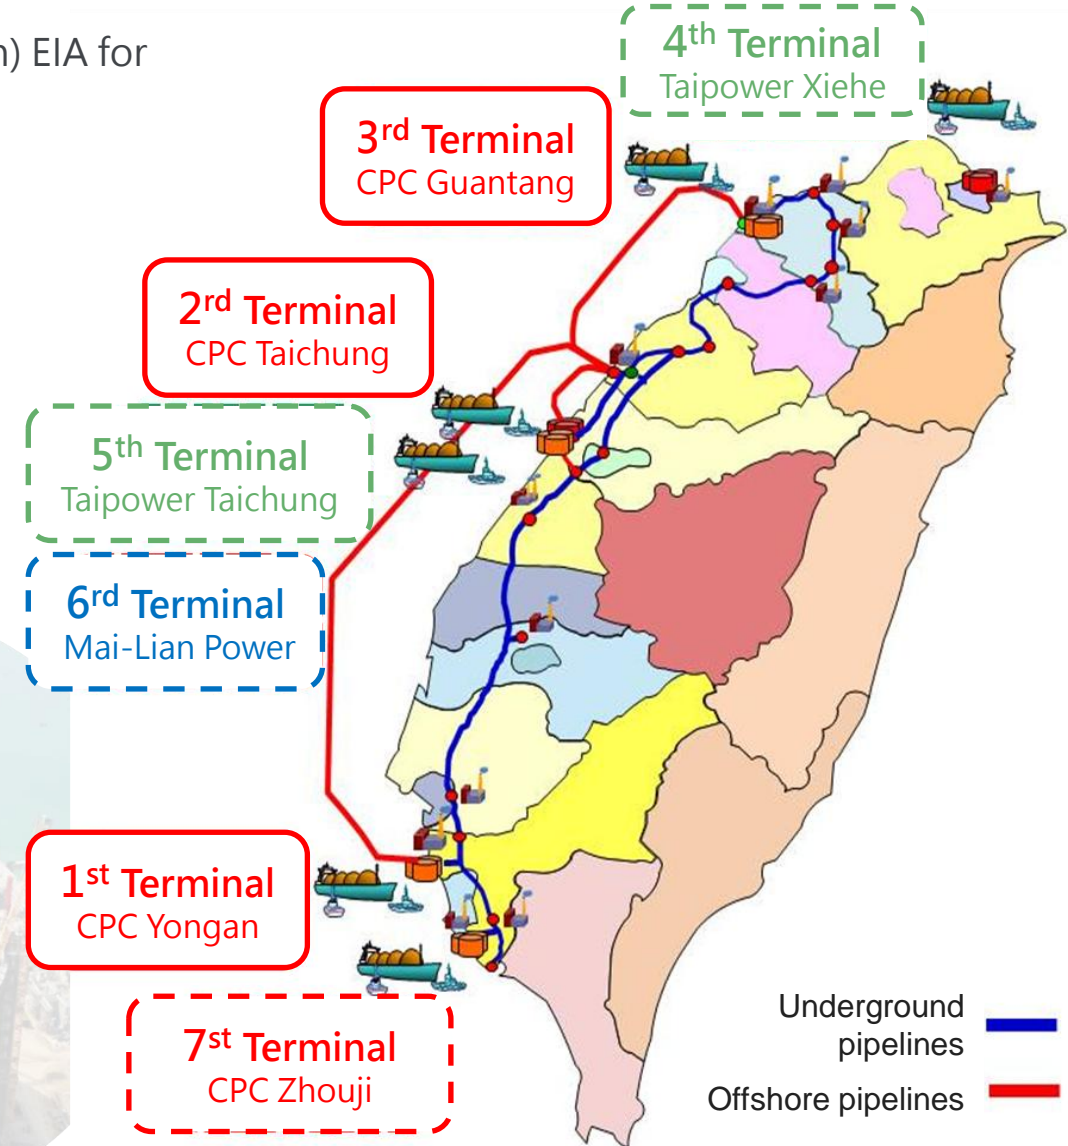 n) EIA for
4th Terminal
Taipower Xiehe
3rd Terminal
CPC Guantang
2rd Terminal
CPC Taichung
5th Terminal
Taipower Taichung
6rd Terminal
Mai-Lian Power
1st Terminal
CPC Yongan
7st Terminal
CPC Zhouji
Underground
pipelines
Offshore pipelines